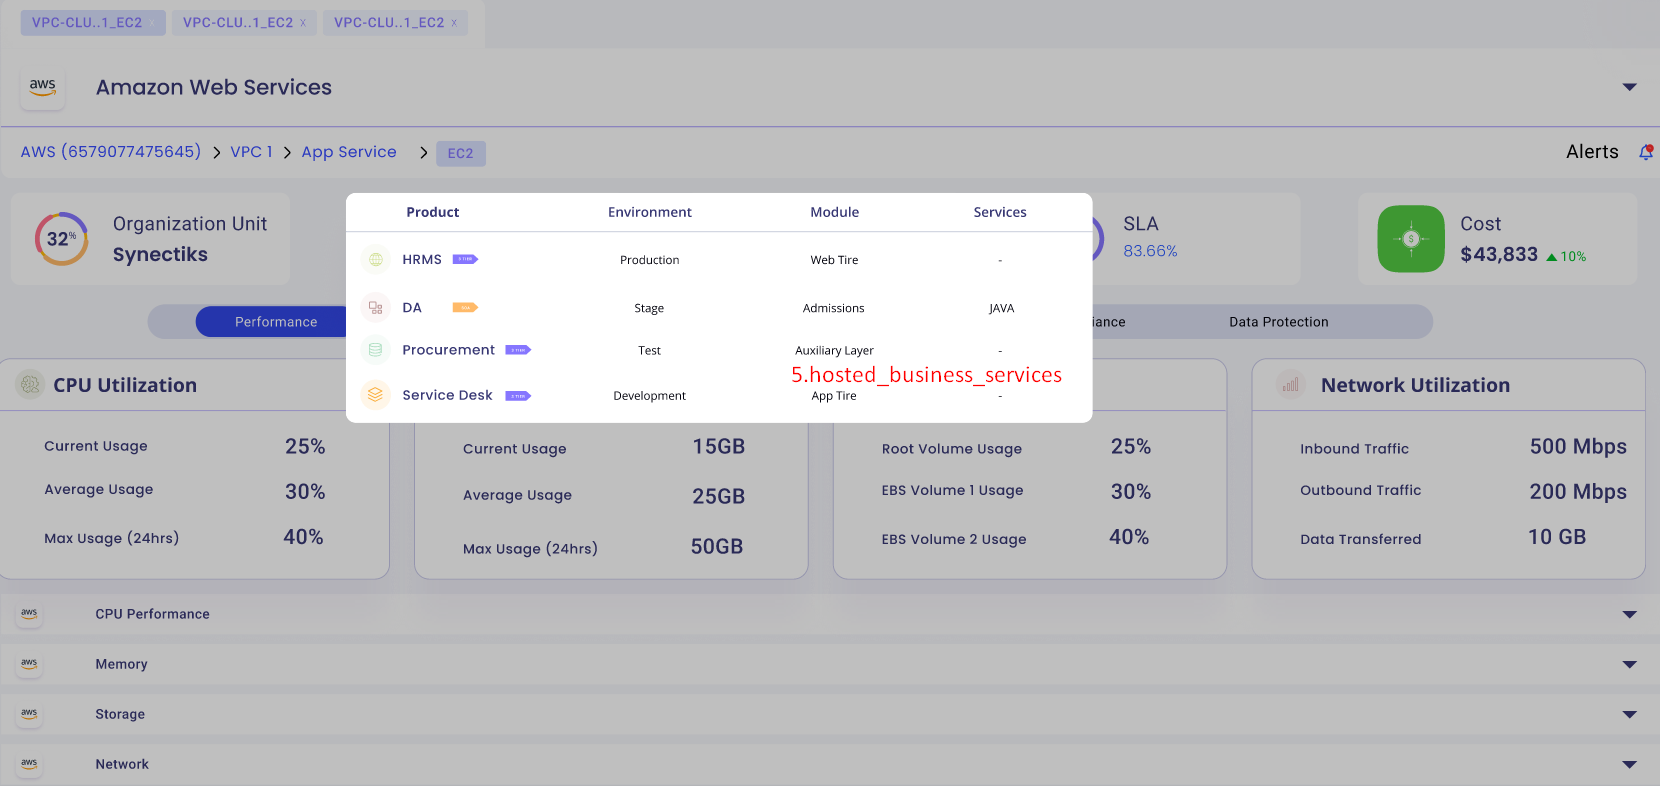 VPC-CLU..1_EC2 x
VPC-CLU..1_EC2 x
VPC-CLU..1_EC2 x
aws
Amazon Web Services
AWS (6579077475645) > VPC 1 > App Service > EC2
Alerts
32%
Organization Unit
Synectiks
SLA
83.66%
$
Cost
$43,833
10%
Product Environment Module Services
HRMS Production Web Tire -
DA Stage Admissions JAVA
Procurement Test Auxiliary Layer -
5.hosted_business_services
Service Desk Development App Tire -
Performance
iance
Data Protection
CPU Utilization
Current Usage 25%
Average Usage 30%
Max Usage (24hrs) 40%
Current Usage 15GB
Average Usage 25GB
Max Usage (24hrs) 50GB
Root Volume Usage 25%
EBS Volume 1 Usage 30%
EBS Volume 2 Usage 40%
Network Utilization
Inbound Traffic 500 Mbps
Outbound Traffic 200 Mbps
Data Transferred 10 GB
aws CPU Performance
aws Memory
aws Storage
aws Network